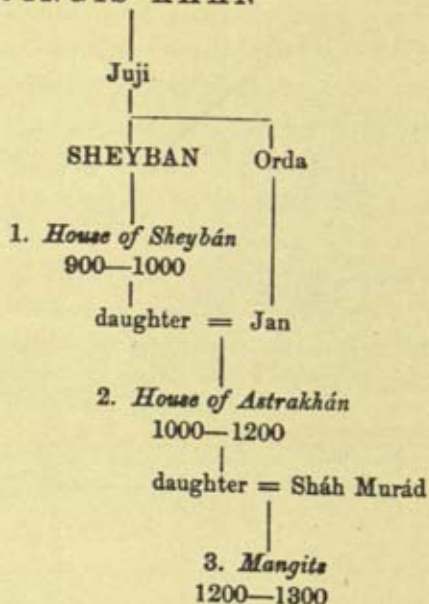 KHAN
Juji
SHEYBAN Orda
1. House of Sheybán
900—1000
daughter = Jan
2. House of Astrakhán
1000—1200
daughter = Sháh Murád
3. Mangits
1200—1300